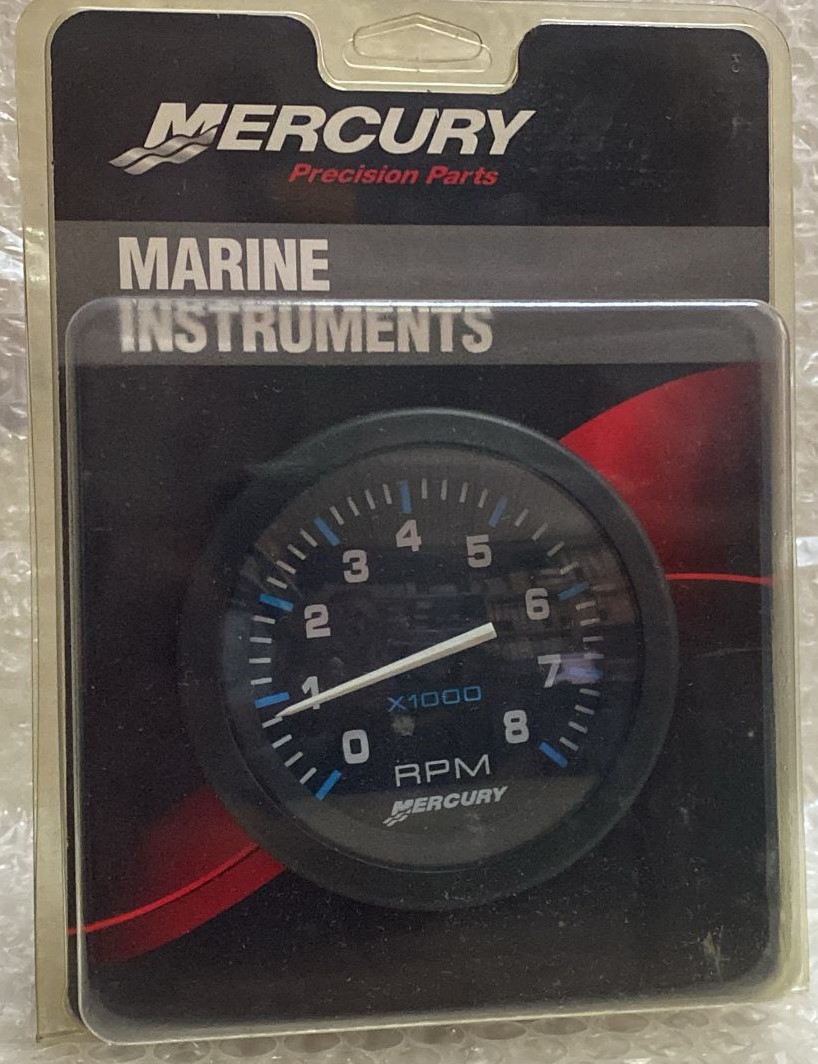 MERCURY
Precision Parts
MARINE
INSTRUMENTS
4
3
5
2
6
1
7
X1000
0
8
RPM
MERCURY